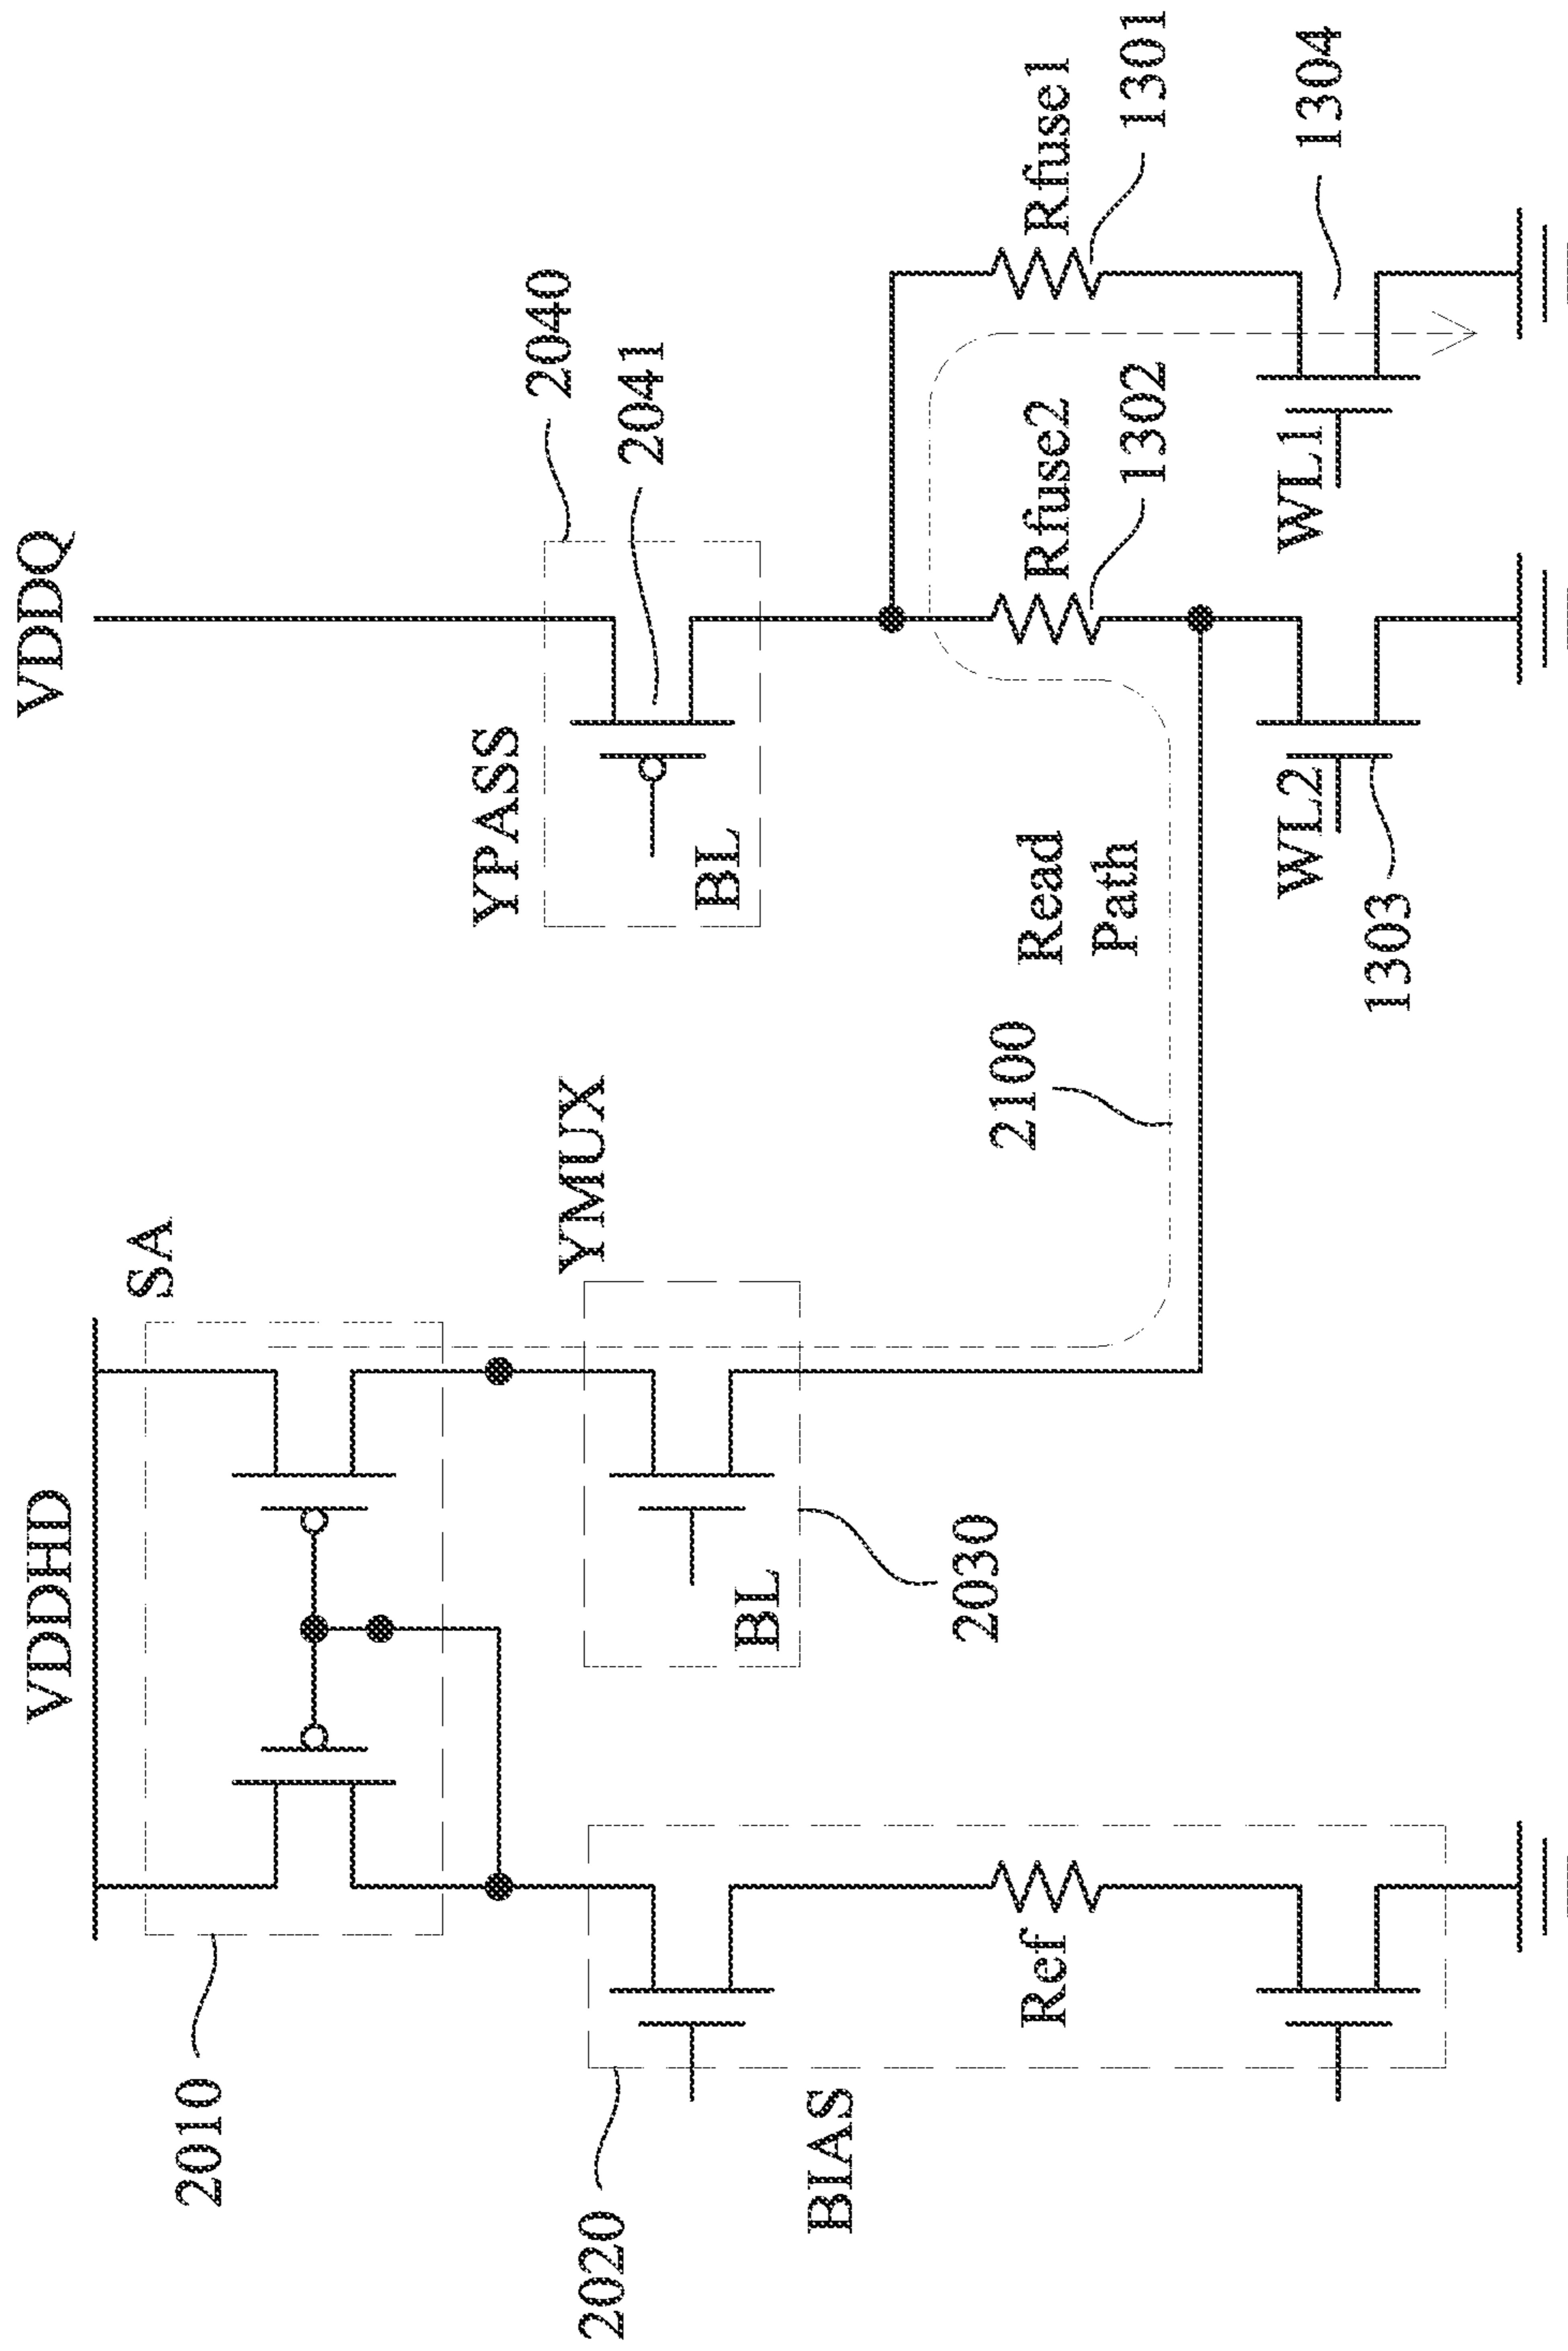 VDDHD
VDDQ
SA
2010
YMUX
YPASS
2040
2041
BL
BL
2030
2020
BIAS
Ref
2100
Read
Path
Rfuse2
1302
Rfuse1
1301
WL2
1303
WL1
1304